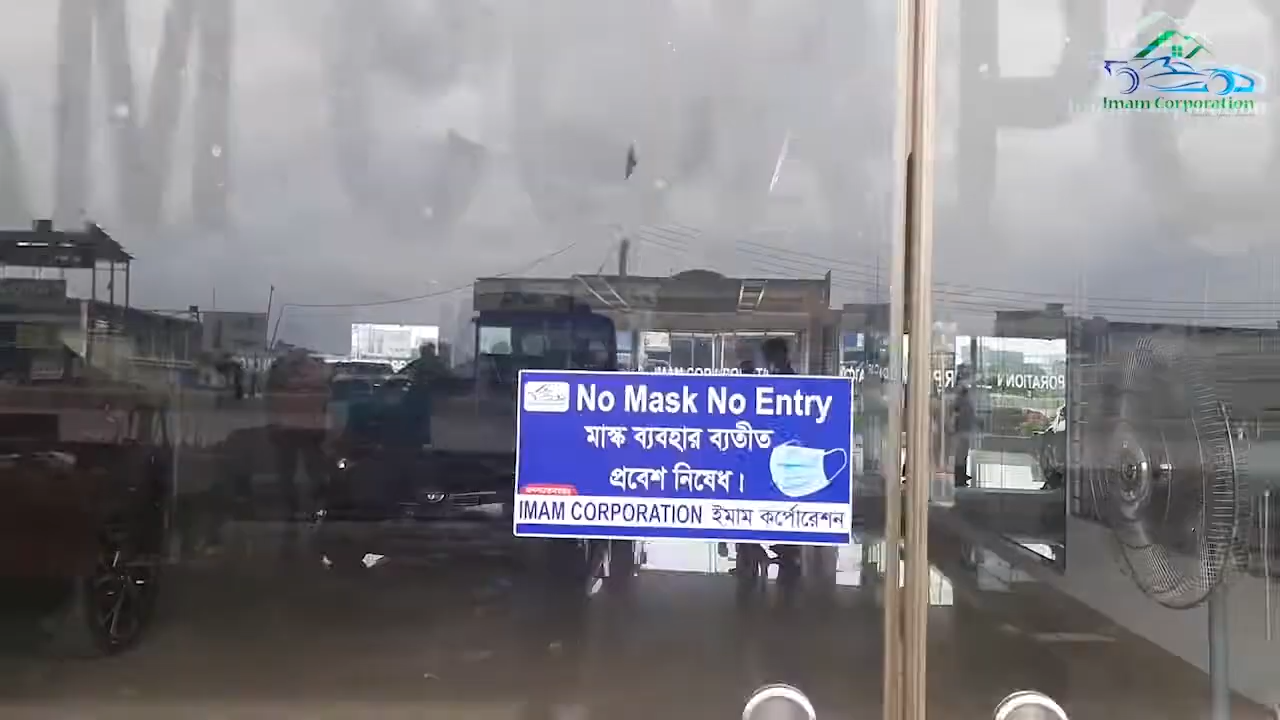 Imam Corporation
No Mask No Entry
মাস্ক ব্যবহার ব্যতীত
প্রবেশ নিষেধ।
IMAM CORPORATION ইমাম কর্পোরেশন